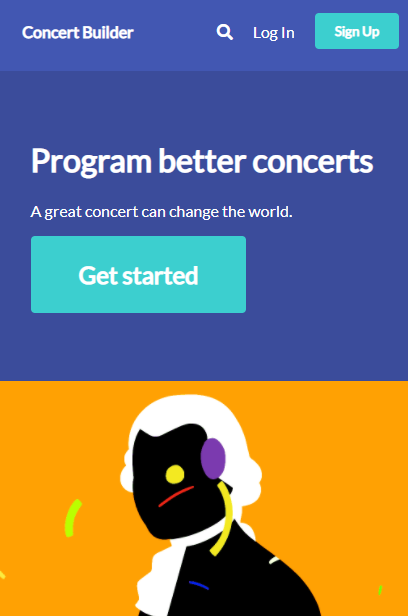 Concert Builder
Log In
Sign Up
Program better concerts
A great concert can change the world.
Get started